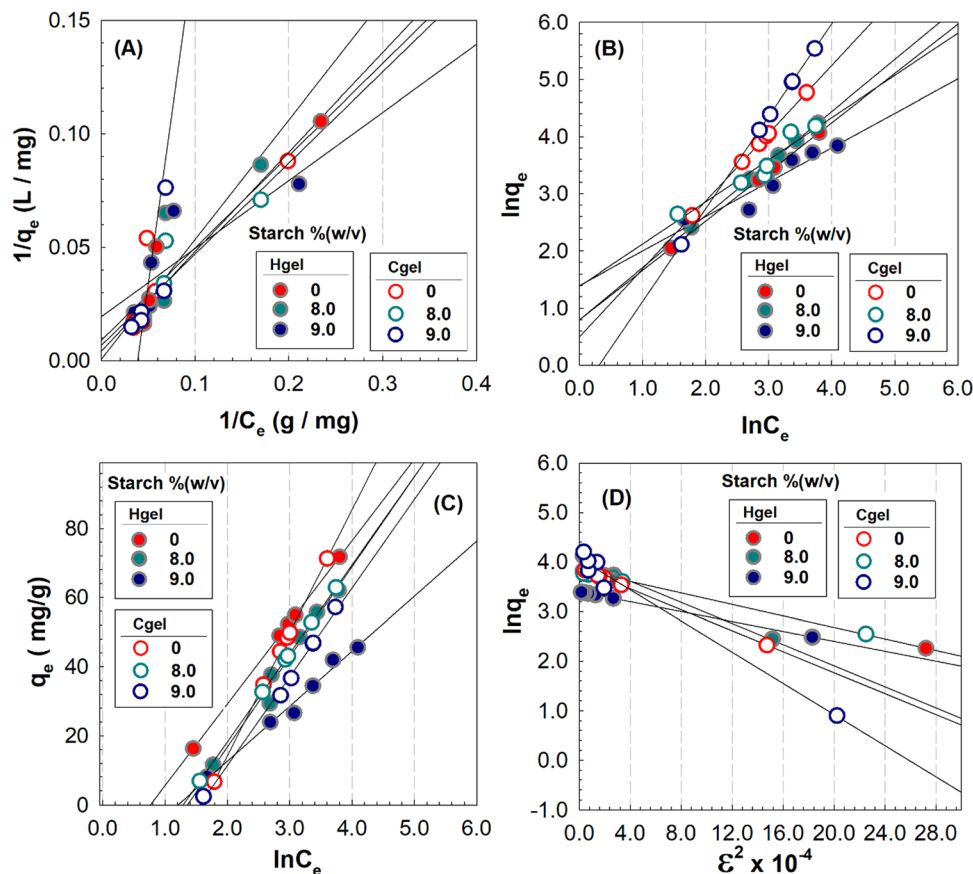 (A)
0.15
0.10
0.05
0.00
1/qₑ (L / mg)
Starch %(w/v)
Hgel
0
8.0
9.0
Cgel
0
8.0
9.0
0.0 0.1 0.2 0.3 0.4
1/Cₑ (g / mg)
(B)
6.0
5.0
4.0
3.0
2.0
1.0
0.0
lnqₑ
Starch %(w/v)
Hgel
0
8.0
9.0
Cgel
0
8.0
9.0
0.0 1.0 2.0 3.0 4.0 5.0 6.0
lnCₑ
Starch %(w/v)
(C)
Hgel
0
8.0
9.0
Cgel
0
8.0
9.0
80
60
40
20
0
qₑ ( mg/g)
0.0 1.0 2.0 3.0 4.0 5.0 6.0
lnCₑ
Starch %(w/v)
(D)
Hgel
0
8.0
9.0
Cgel
0
8.0
9.0
6.0
5.0
4.0
3.0
2.0
1.0
0.0
-1.0
lnqₑ
0.0 4.0 8.0 12.0 16.0 20.0 24.0 28.0
Ɛ² x 10⁻⁴